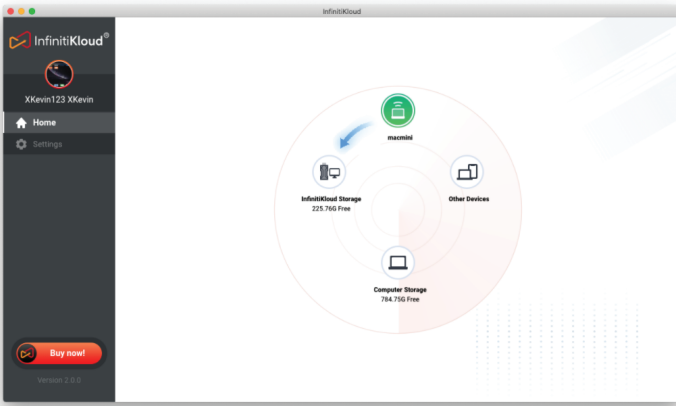 InfinitiKloud
InfinitiKloud®
XKevin123 XKevin
Home
Settings
macmini
InfinitiKloud Storage
225.76G Free
Other Devices
Computer Storage
784.75G Free
Buy now!
Version 2.0.0